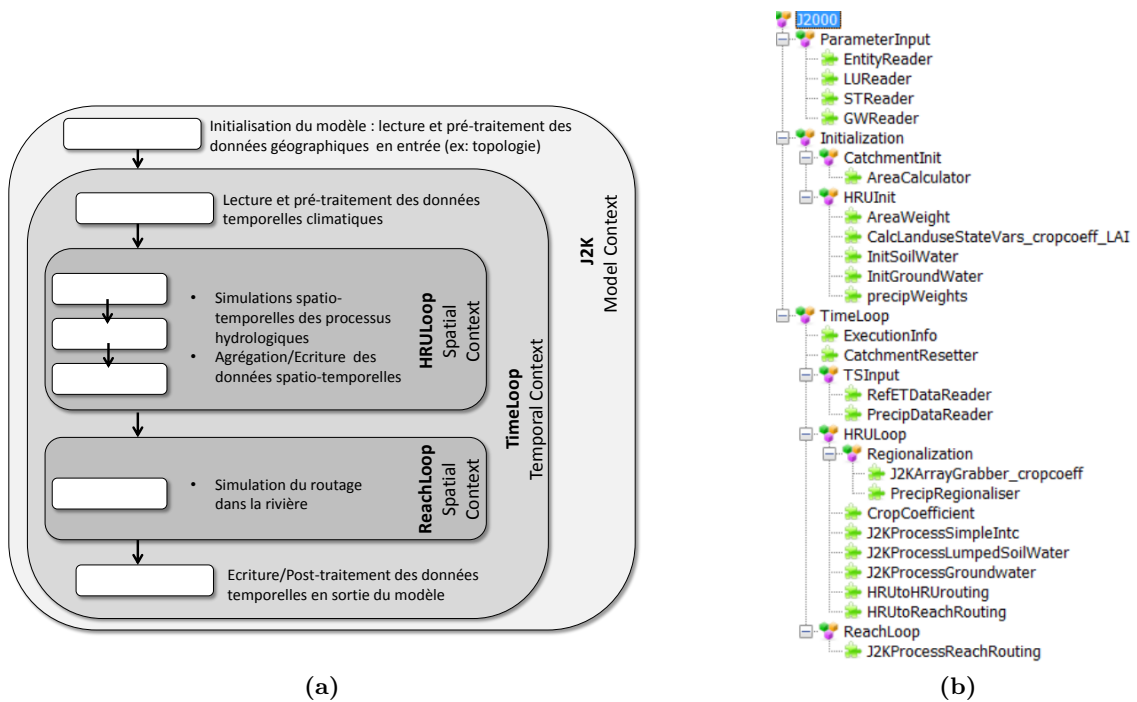 Initialisation du modèle : lecture et pré-traitement des
données géographiques en entrée (ex: topologie)
Lecture et pré-traitement des données
temporelles climatiques
• Simulations spatio-
temporelles des processus
hydrologiques
• Agrégation/Ecriture des
données spatio-temporelles
HRULoop
Spatial
Context
• Simulation du routage
dans la rivière
ReachLoop
Spatial
Context
Ecriture/Post-traitement des données
temporelles en sortie du modèle
TimeLoop
Temporal Context
J2K
Model Context
(a)
J2000
ParameterInput
EntityReader
LUReader
STReader
GWReader
Initialization
CatchmentInit
AreaCalculator
HRUInit
AreaWeight
CalcLanduseStateVars_cropcoeff_LAI
InitSoilWater
InitGroundWater
precipWeights
TimeLoop
ExecutionInfo
CatchmentResetter
TSInput
RefETDataReader
PrecipDataReader
HRULoop
Regionalization
J2KArrayGrabber_cropcoeff
PrecipRegionaliser
CropCoefficient
J2KProcessSimpleIntc
J2KProcessLumpedSoilWater
J2KProcessGroundwater
HRUtoHRUrouting
HRUtoReachRouting
ReachLoop
J2KProcessReachRouting
(b)